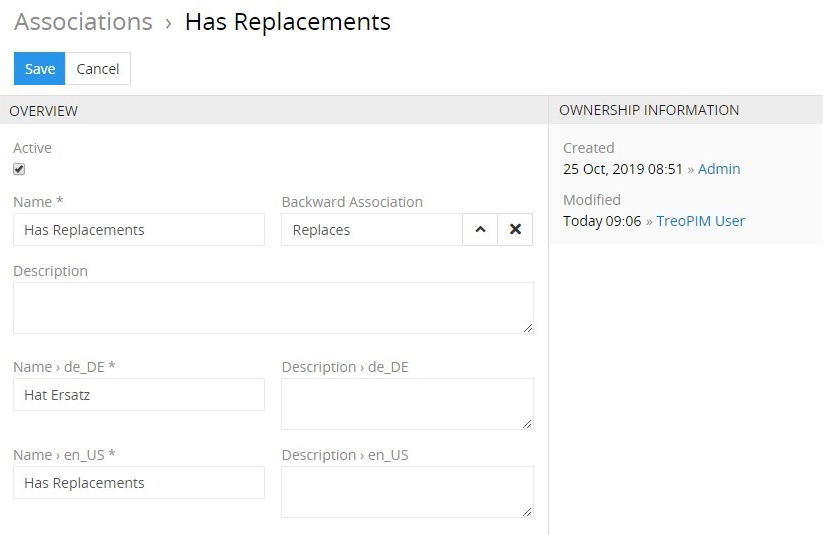 Associations › Has Replacements
Save Cancel
OVERVIEW
Active
Name * Backward Association
Has Replacements Replaces
Description
Name › de_DE * Description › de_DE
Hat Ersatz
Name › en_US * Description › en_US
Has Replacements
OWNERSHIP INFORMATION
Created
25 Oct, 2019 08:51 » Admin
Modified
Today 09:06 » TreoPIM User